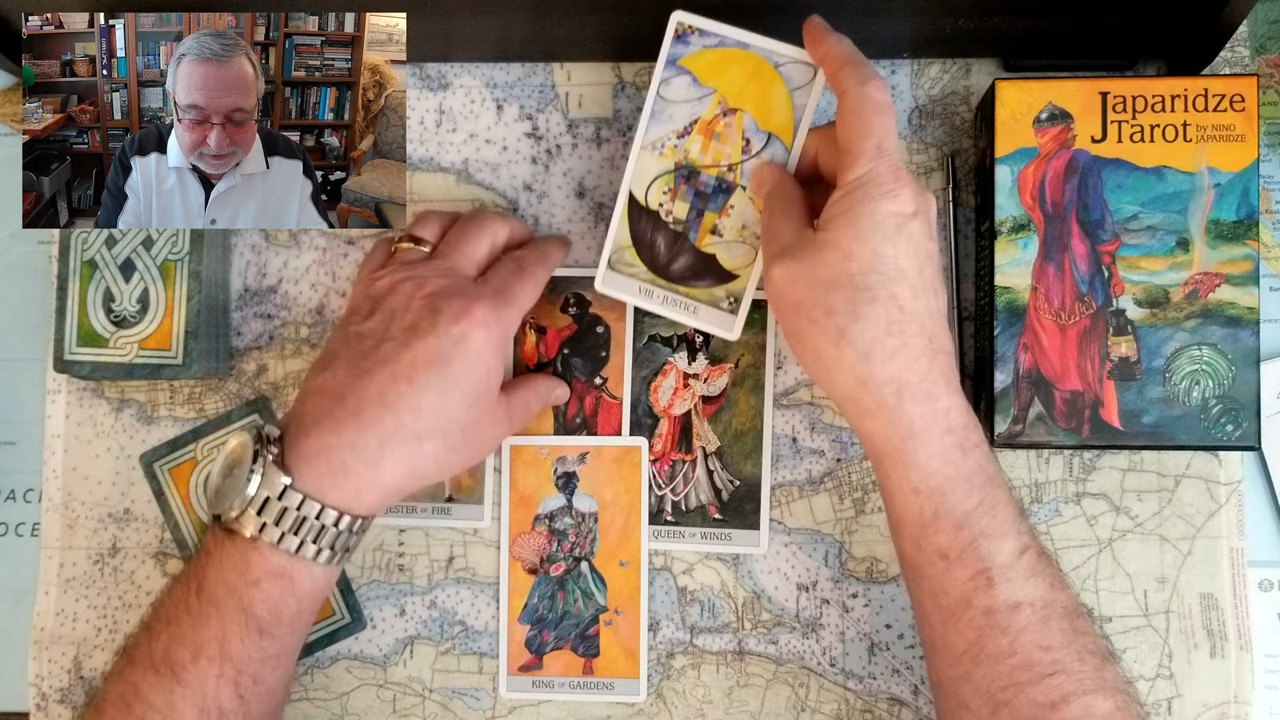 VIII • JUSTICE
Japaridze
Tarot by NINO
JAPARIDZE
JESTER OF FIRE
QUEEN OF WINDS
KING OF GARDENS